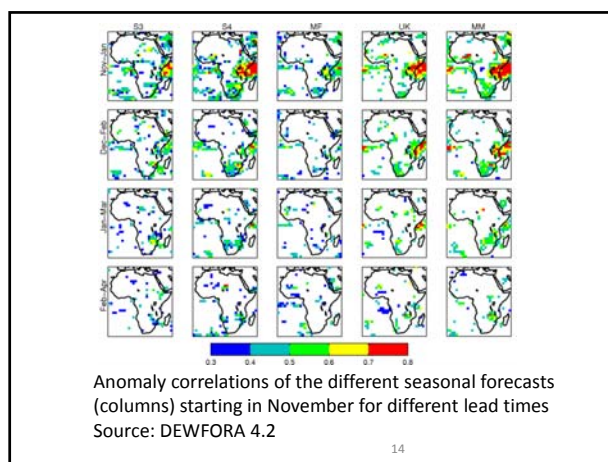 S3 S4 MF UK MM
Nov-Jan
Dec-Feb
Jan-Mar
Feb-Apr
0.3 0.4 0.5 0.6 0.7 0.8
Anomaly correlations of the different seasonal forecasts
(columns) starting in November for different lead times
Source: DEWFORA 4.2
14